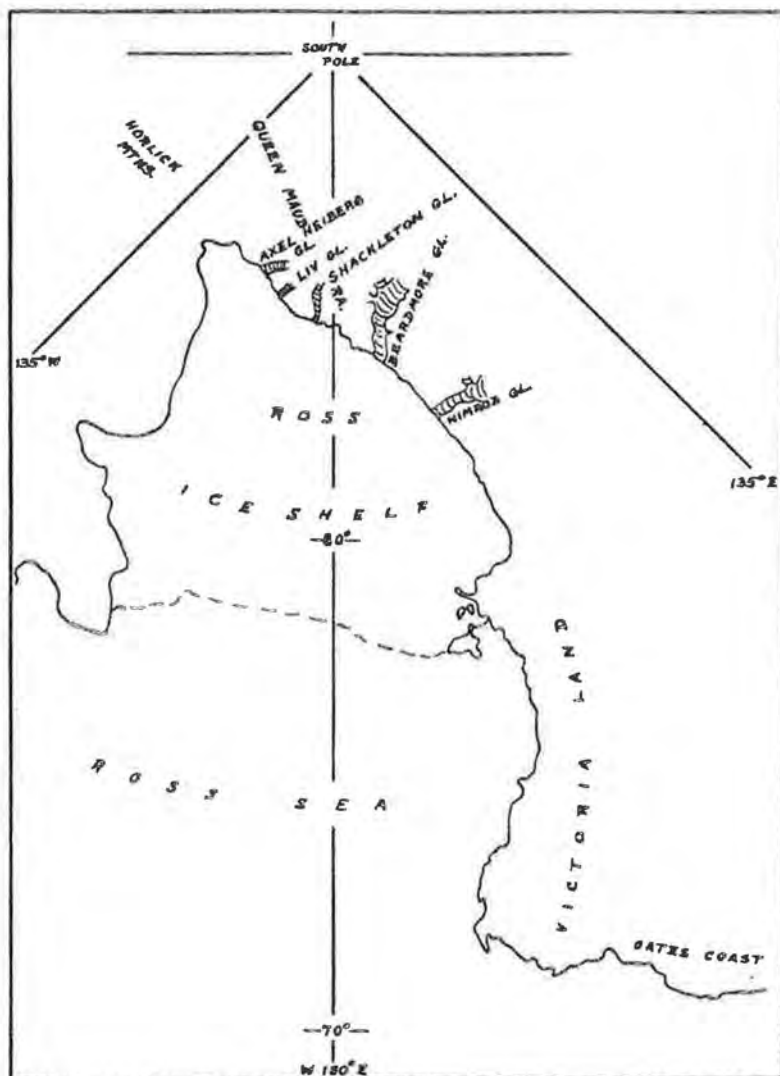 SOUTH
POLE
HORLICK
MTNS.
QUEEN MAUD
RA.
AXEL HEIBERG
GL.
LIV GL.
SHACKLETON GL.
BEARDMORE GL.
NIMROD GL.
135° W
135° E
ROSS
ICE SHELF
80°
VICTORIA LAND
ROSS SEA
OATES COAST
70°
W 180° E